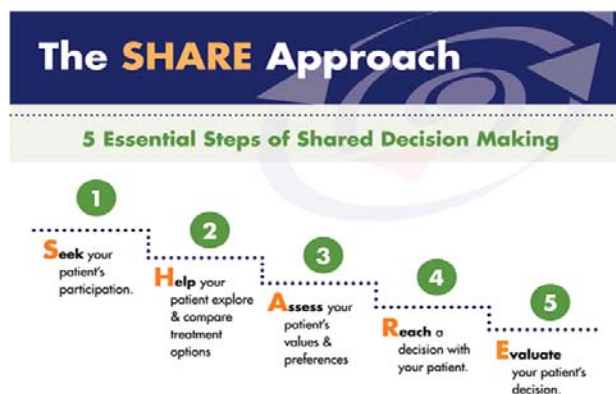 The SHARE Approach
5 Essential Steps of Shared Decision Making
1
Seek your
patient's
participation.
2
Help your
patient explore
& compare
treatment
options
3
Assess your
patient's
values &
preferences
4
Reach a
decision with
your patient.
5
Evaluate
your patient's
decision.